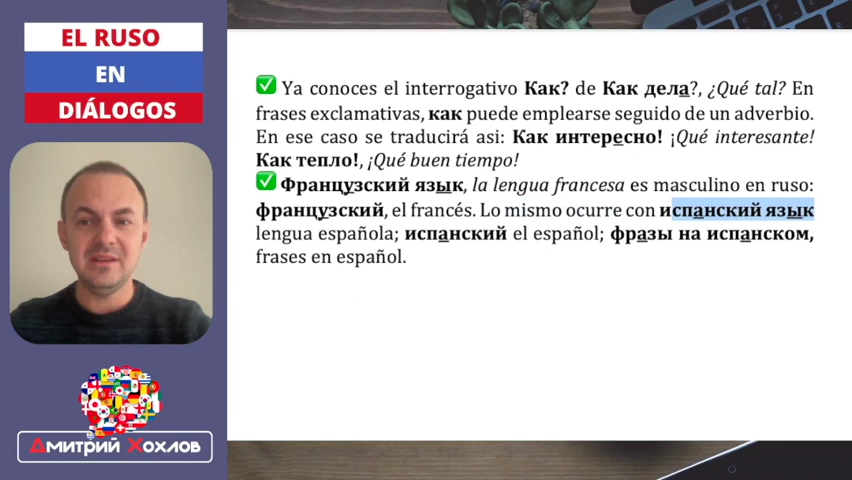 EL RUSO
EN
DIÁLOGOS
Дмитрий Хохлов
✅ Ya conoces el interrogativo Как? de Как дела?, ¿Qué tal? En
frases exclamativas, как puede emplearse seguido de un adverbio.
En ese caso se traducirá asi: Как интересно! ¡Qué interesante!
Как тепло!, ¡Qué buen tiempo!
✅ Французский язык, la lengua francesa es masculino en ruso:
французский, el francés. Lo mismo ocurre con испанский язык
lengua española; испанский el español; фразы на испанском,
frases en español.